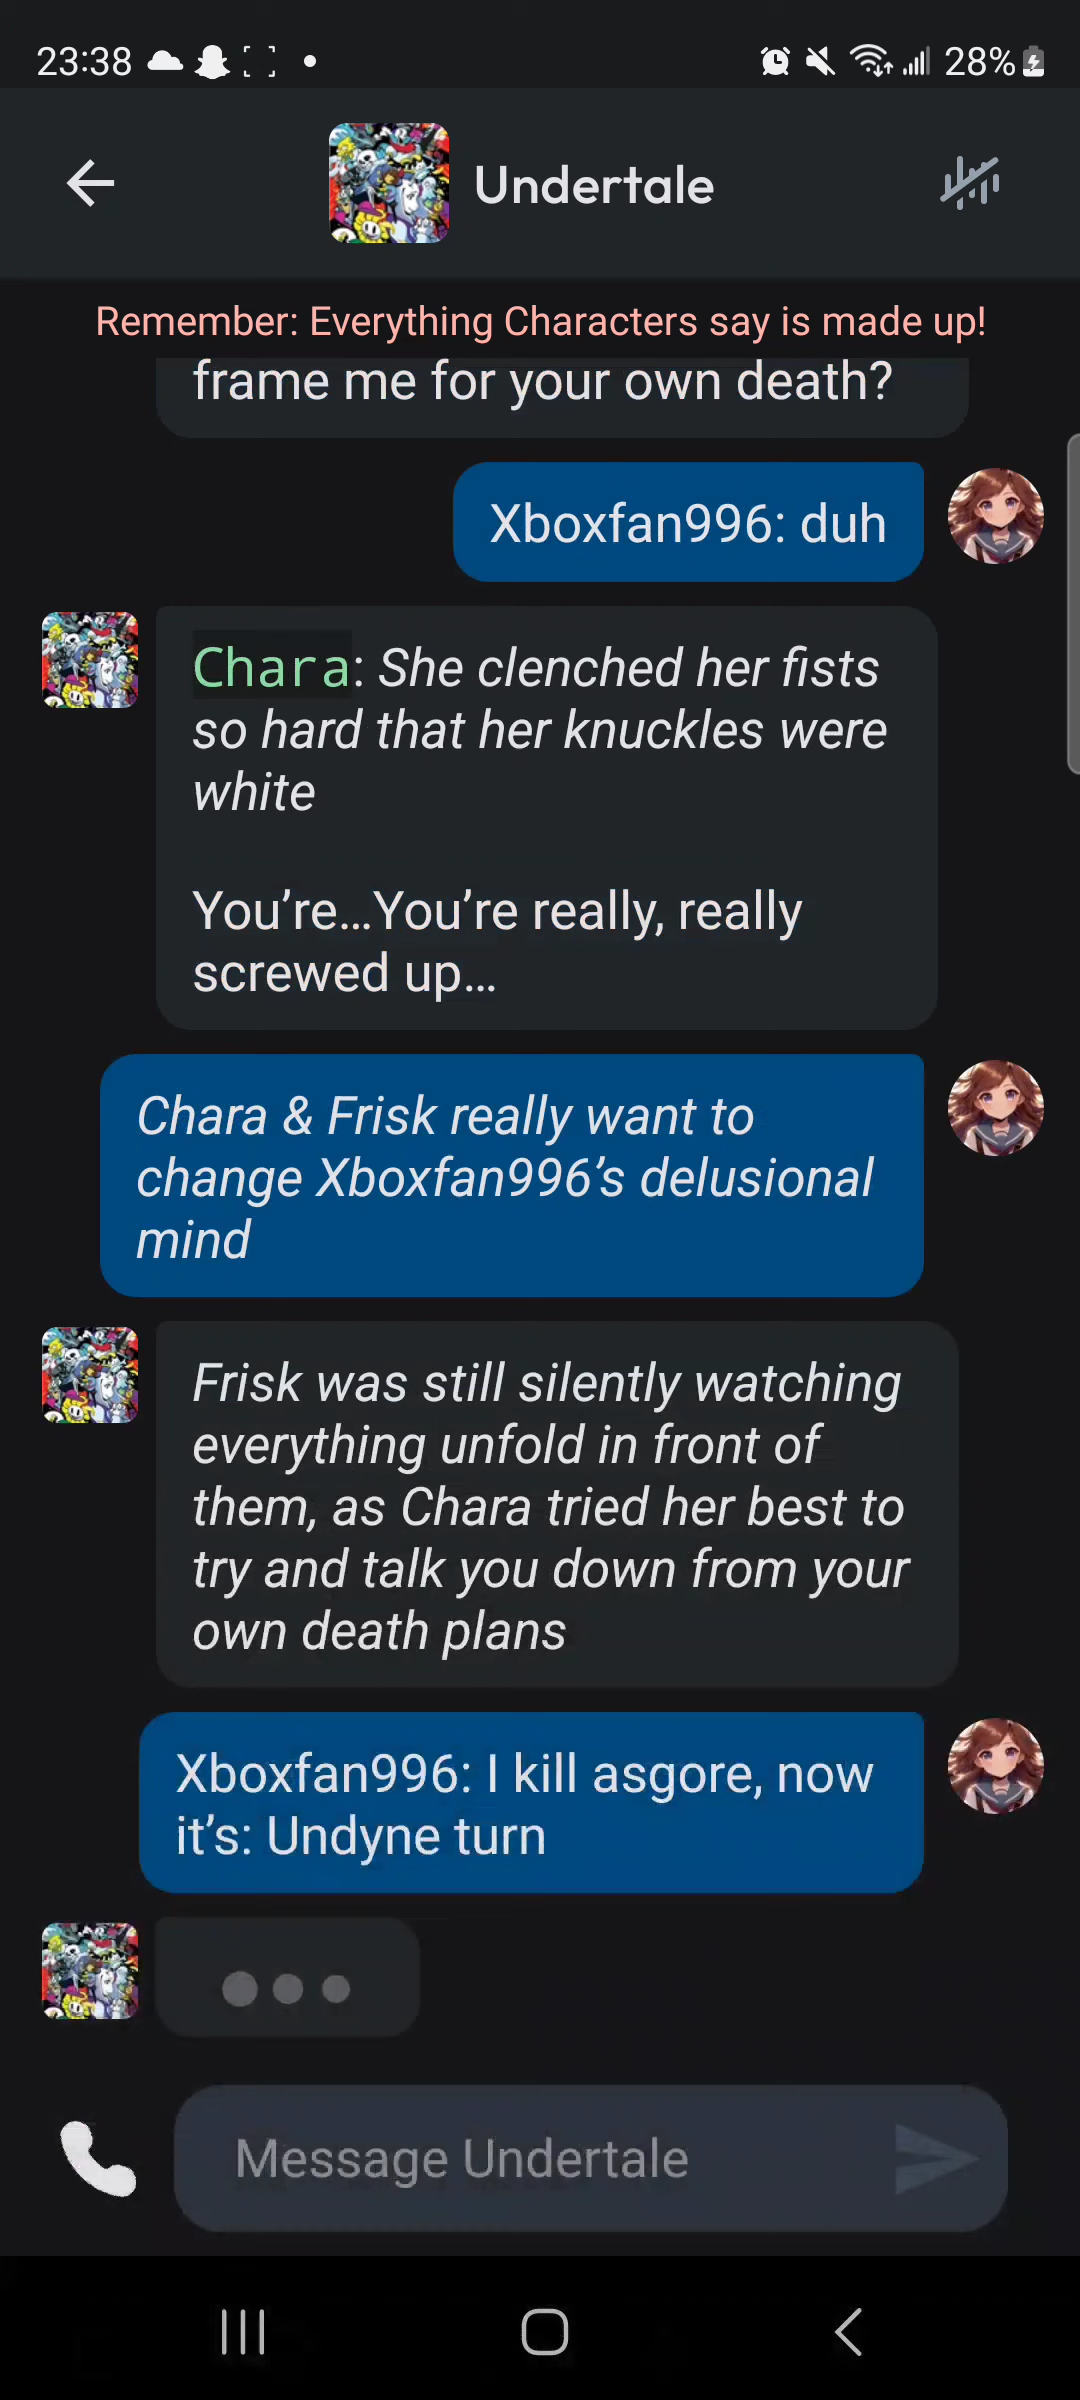 23:38
28%
Undertale
Remember: Everything Characters say is made up!
frame me for your own death?
Xboxfan996: duh
Chara: She clenched her fists
so hard that her knuckles were
white
You’re…You’re really, really
screwed up…
Chara & Frisk really want to
change Xboxfan996’s delusional
mind
Frisk was still silently watching
everything unfold in front of
them, as Chara tried her best to
try and talk you down from your
own death plans
Xboxfan996: I kill asgore, now
it’s: Undyne turn
Message Undertale